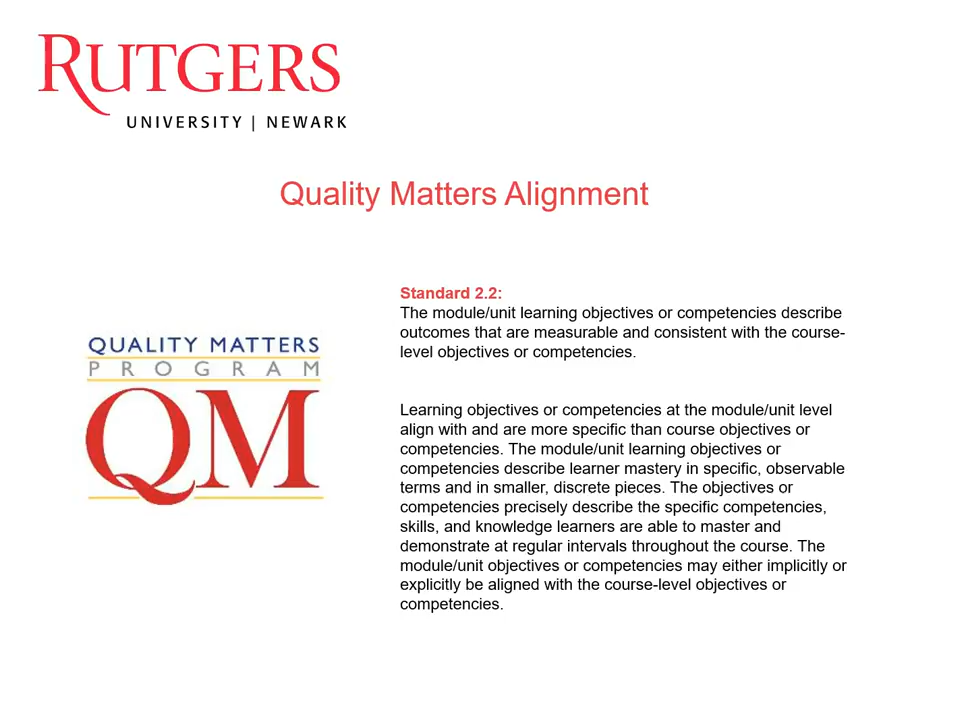 RUTGERS
UNIVERSITY | NEWARK
Quality Matters Alignment
Standard 2.2:
The module/unit learning objectives or competencies describe
outcomes that are measurable and consistent with the course-
level objectives or competencies.
QUALITY MATTERS
PROGRAM
QM
Learning objectives or competencies at the module/unit level
align with and are more specific than course objectives or
competencies. The module/unit learning objectives or
competencies describe learner mastery in specific, observable
terms and in smaller, discrete pieces. The objectives or
competencies precisely describe the specific competencies,
skills, and knowledge learners are able to master and
demonstrate at regular intervals throughout the course. The
module/unit objectives or competencies may either implicitly or
explicitly be aligned with the course-level objectives or
competencies.